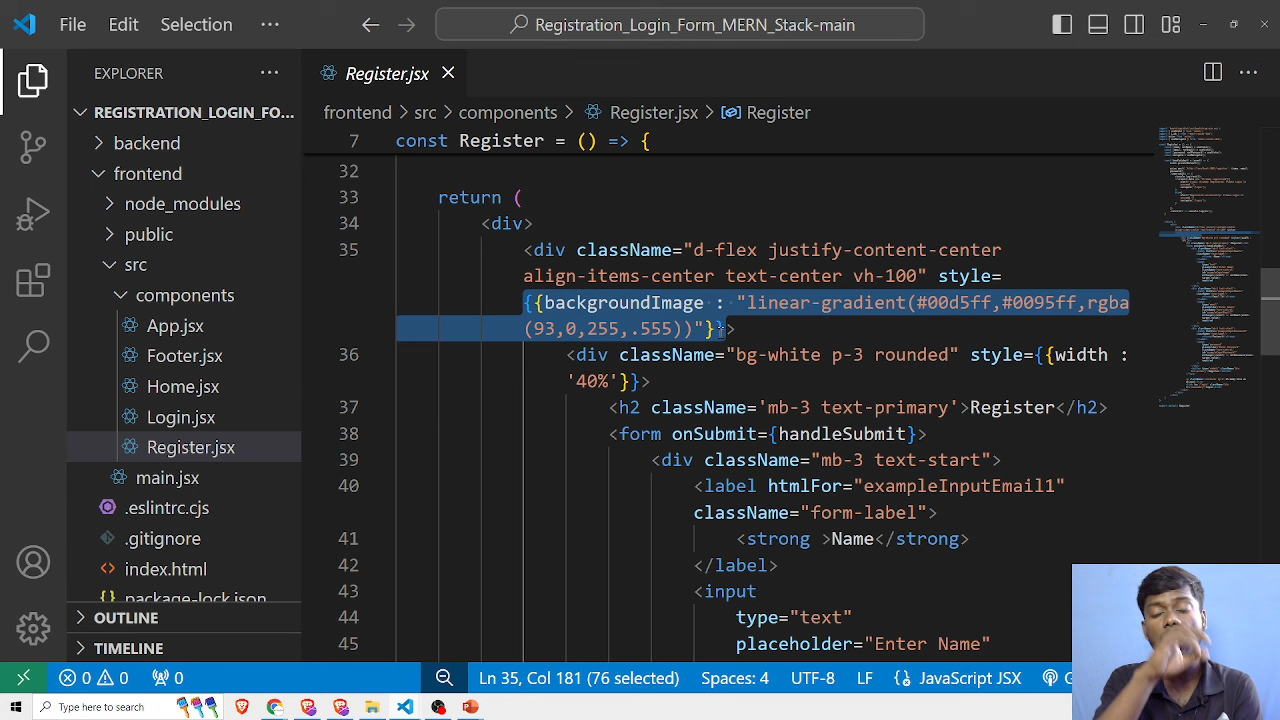 File Edit Selection ···
Registration_Login_Form_MERN_Stack-main
EXPLORER
Register.jsx
REGISTRATION_LOGIN_FO...
backend
frontend
node_modules
public
src
components
App.jsx
Footer.jsx
Home.jsx
Login.jsx
Register.jsx
main.jsx
.eslintrc.cjs
.gitignore
index.html
package-lock.json
OUTLINE
TIMELINE
frontend > src > components > Register.jsx > Register
7 const Register = () => {
32
33 return (
34 <div>
35 <div className="d-flex justify-content-center
align-items-center text-center vh-100" style=
{{backgroundImage : "linear-gradient(#00d5ff,#0095ff,rgba
(93,0,255,.555))"}}>
36 <div className="bg-white p-3 rounded" style={{width :
'40%'}}>
37 <h2 className='mb-3 text-primary'>Register</h2>
38 <form onSubmit={handleSubmit}>
39 <div className="mb-3 text-start">
40 <label htmlFor="exampleInputEmail1"
className="form-label">
41 <strong >Name</strong>
42 </label>
43 <input
44 type="text"
45 placeholder="Enter Name"
0 0 0 Ln 35, Col 181 (76 selected) Spaces: 4 UTF-8 LF JavaScript JSX
Type here to search